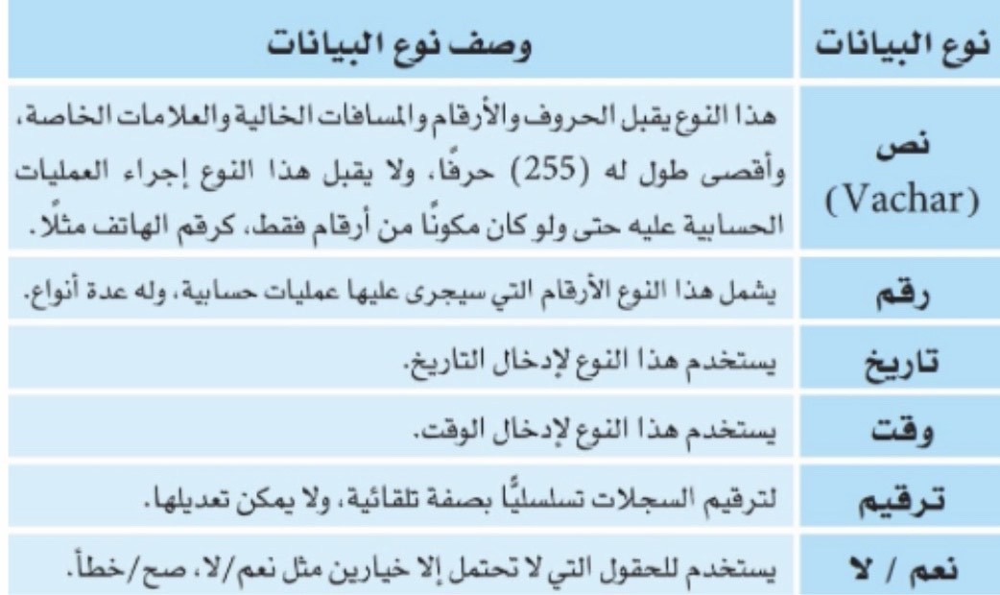 نوع البيانات
وصف نوع البيانات
نص
(Vachar)
هذا النوع يقبل الحروف والأرقام والمسافات الخالية والعلامات الخاصة،
وأقصى طول له (255) حرفًا، ولا يقبل هذا النوع إجراء العمليات
الحسابية عليه حتى ولو كان مكونًا من أرقام فقط، كرقم الهاتف مثلًا.
رقم
يشمل هذا النوع الأرقام التي سيجرى عليها عمليات حسابية، وله عدة أنواع.
تاريخ
يستخدم هذا النوع لإدخال التاريخ.
وقت
يستخدم هذا النوع لإدخال الوقت.
ترقيم
لترقيم السجلات تسلسليًّا بصفة تلقائية، ولا يمكن تعديلها.
نعم / لا
يستخدم للحقول التي لا تحتمل إلا خيارين مثل نعم/لا، صح/خطأ.